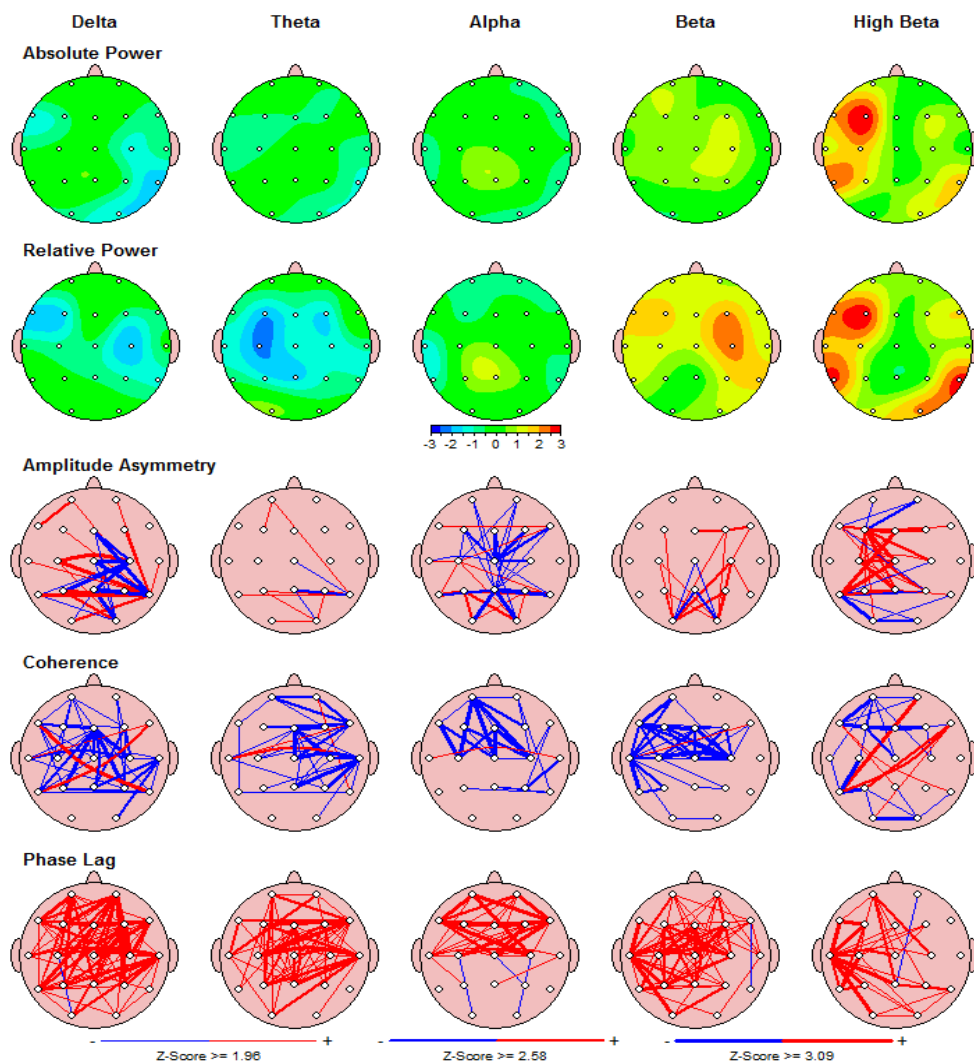 Delta Theta Alpha Beta High Beta
Absolute Power
Relative Power
-3 -2 -1 0 1 2 3
Amplitude Asymmetry
Coherence
Phase Lag
- + - + - +
Z-Score >= 1.96 Z-Score >= 2.58 Z-Score >= 3.09